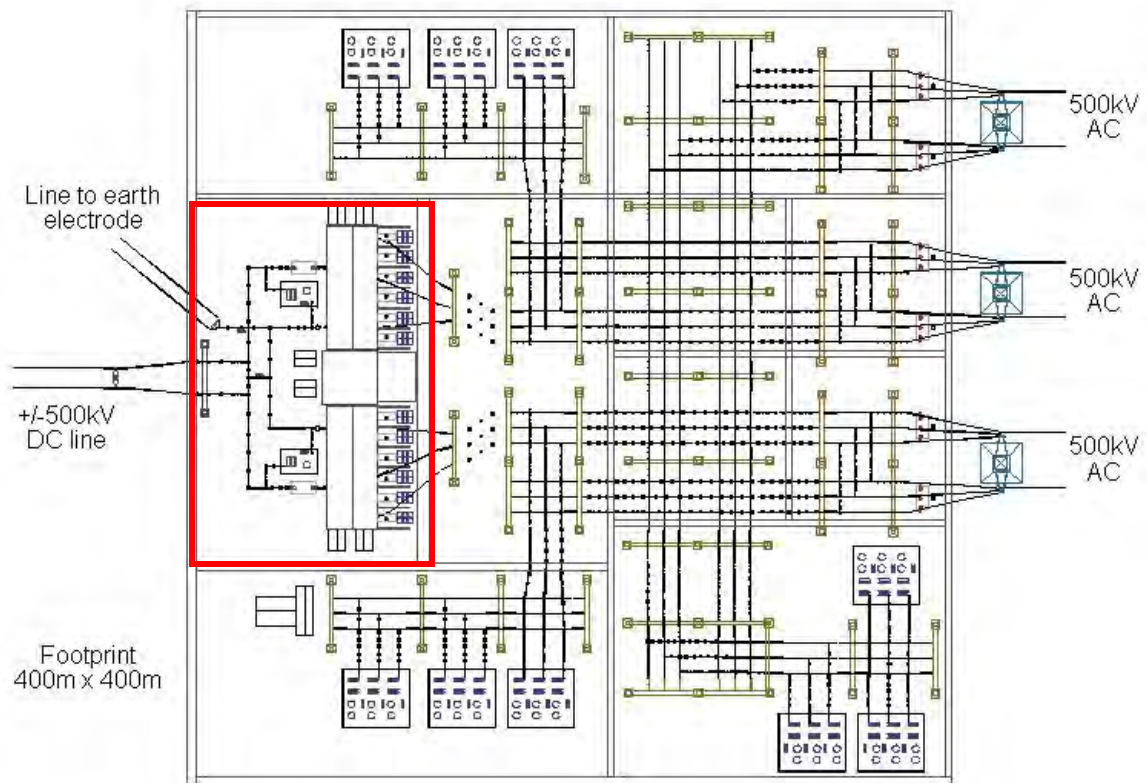 500kV
AC
Line to earth
electrode
500kV
AC
+/-500kV
DC line
500kV
AC
Footprint
400m x 400m